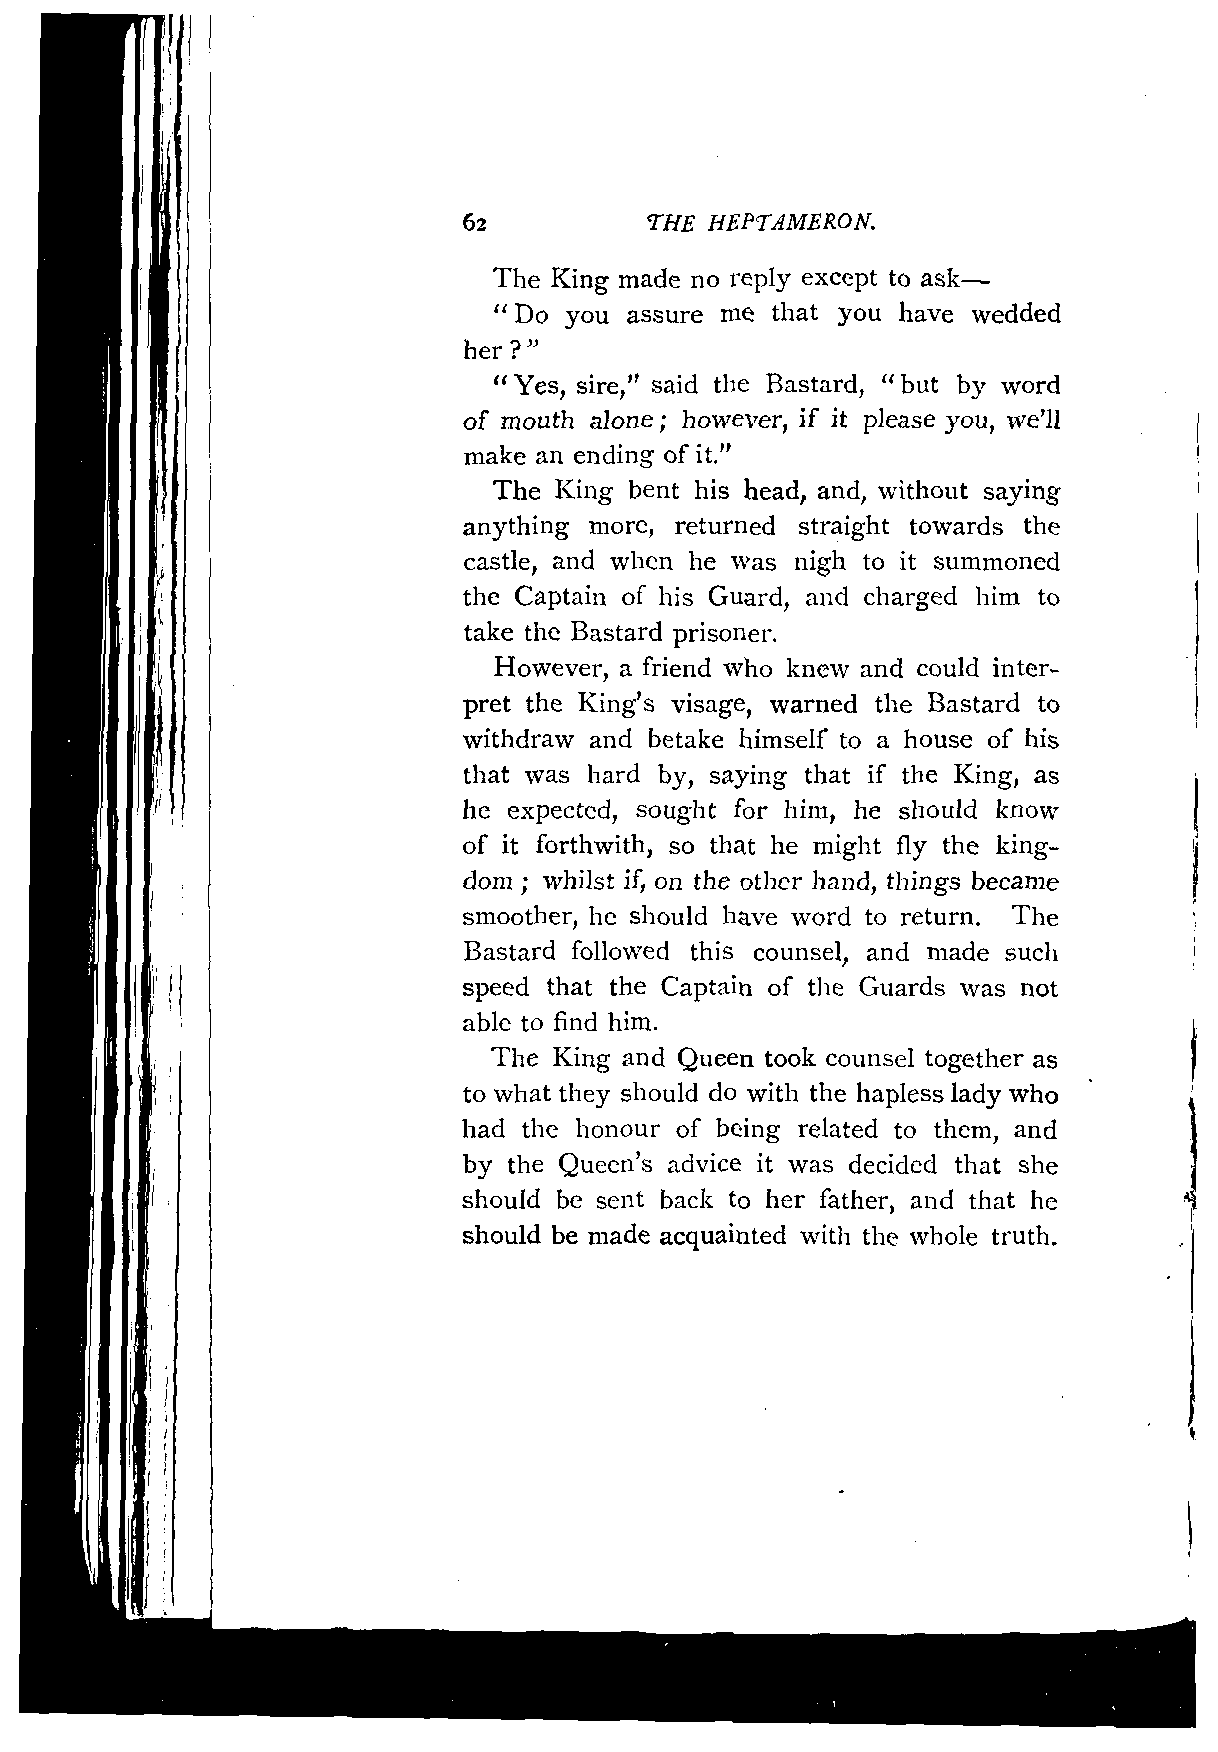 62 THE HEPTAMERON.
The King made no reply except to ask—
“Do you assure me that you have wedded
her?”
“Yes, sire,” said the Bastard, “but by word
of mouth alone; however, if it please you, we’ll
make an ending of it.”
The King bent his head, and, without saying
anything more, returned straight towards the
castle, and when he was nigh to it summoned
the Captain of his Guard, and charged him to
take the Bastard prisoner.
However, a friend who knew and could inter-
pret the King’s visage, warned the Bastard to
withdraw and betake himself to a house of his
that was hard by, saying that if the King, as
he expected, sought for him, he should know
of it forthwith, so that he might fly the king-
dom; whilst if, on the other hand, things became
smoother, he should have word to return. The
Bastard followed this counsel, and made such
speed that the Captain of the Guards was not
able to find him.
The King and Queen took counsel together as
to what they should do with the hapless lady who
had the honour of being related to them, and
by the Queen’s advice it was decided that she
should be sent back to her father, and that he
should be made acquainted with the whole truth.